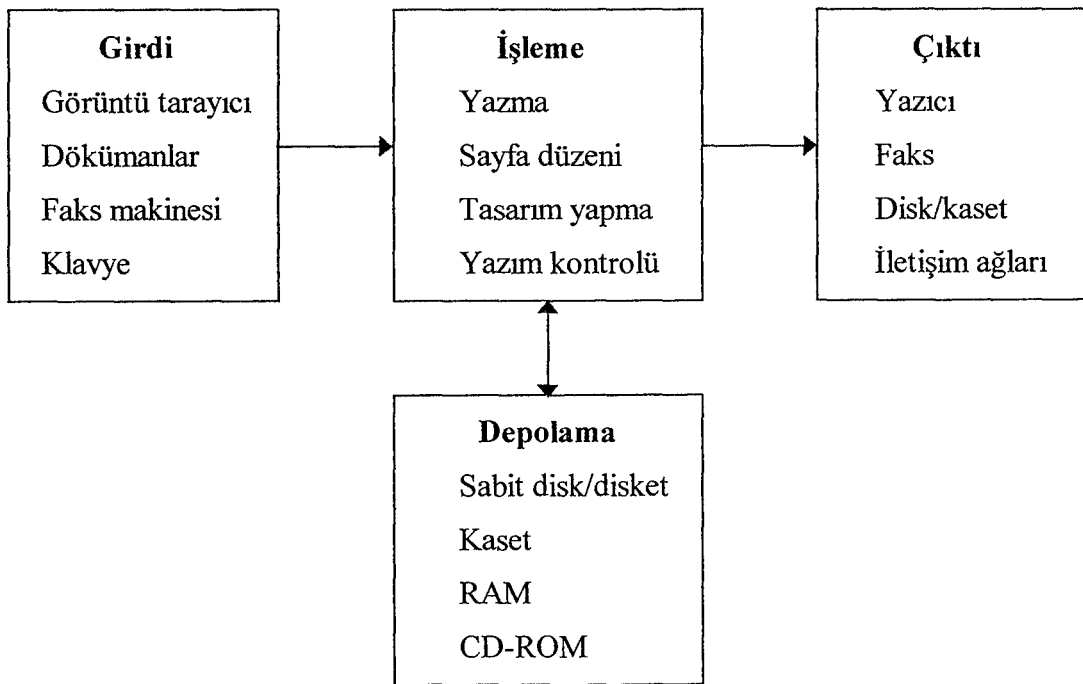 Girdi
Görüntü tarayıcı
Dökümanlar
Faks makinesi
Klavye
İşleme
Yazma
Sayfa düzeni
Tasarım yapma
Yazım kontrolü
Çıktı
Yazıcı
Faks
Disk/kaset
İletişim ağları
Depolama
Sabit disk/disket
Kaset
RAM
CD-ROM